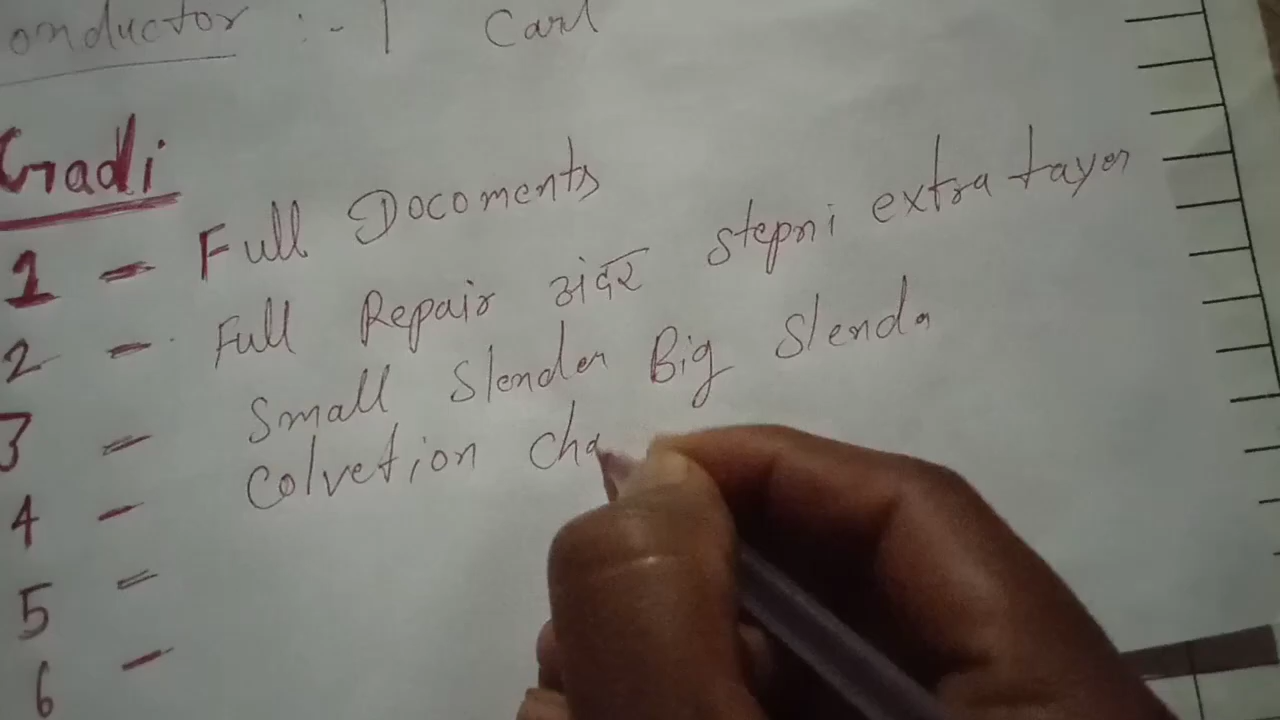 onductor :- 1 Card
Gadi
1 - Full Docoments
2 - Full Repair अंदर stepni extra tayer
3 - Small Slender Big Slenda
4 - Colvetion cha
5 -
6 -